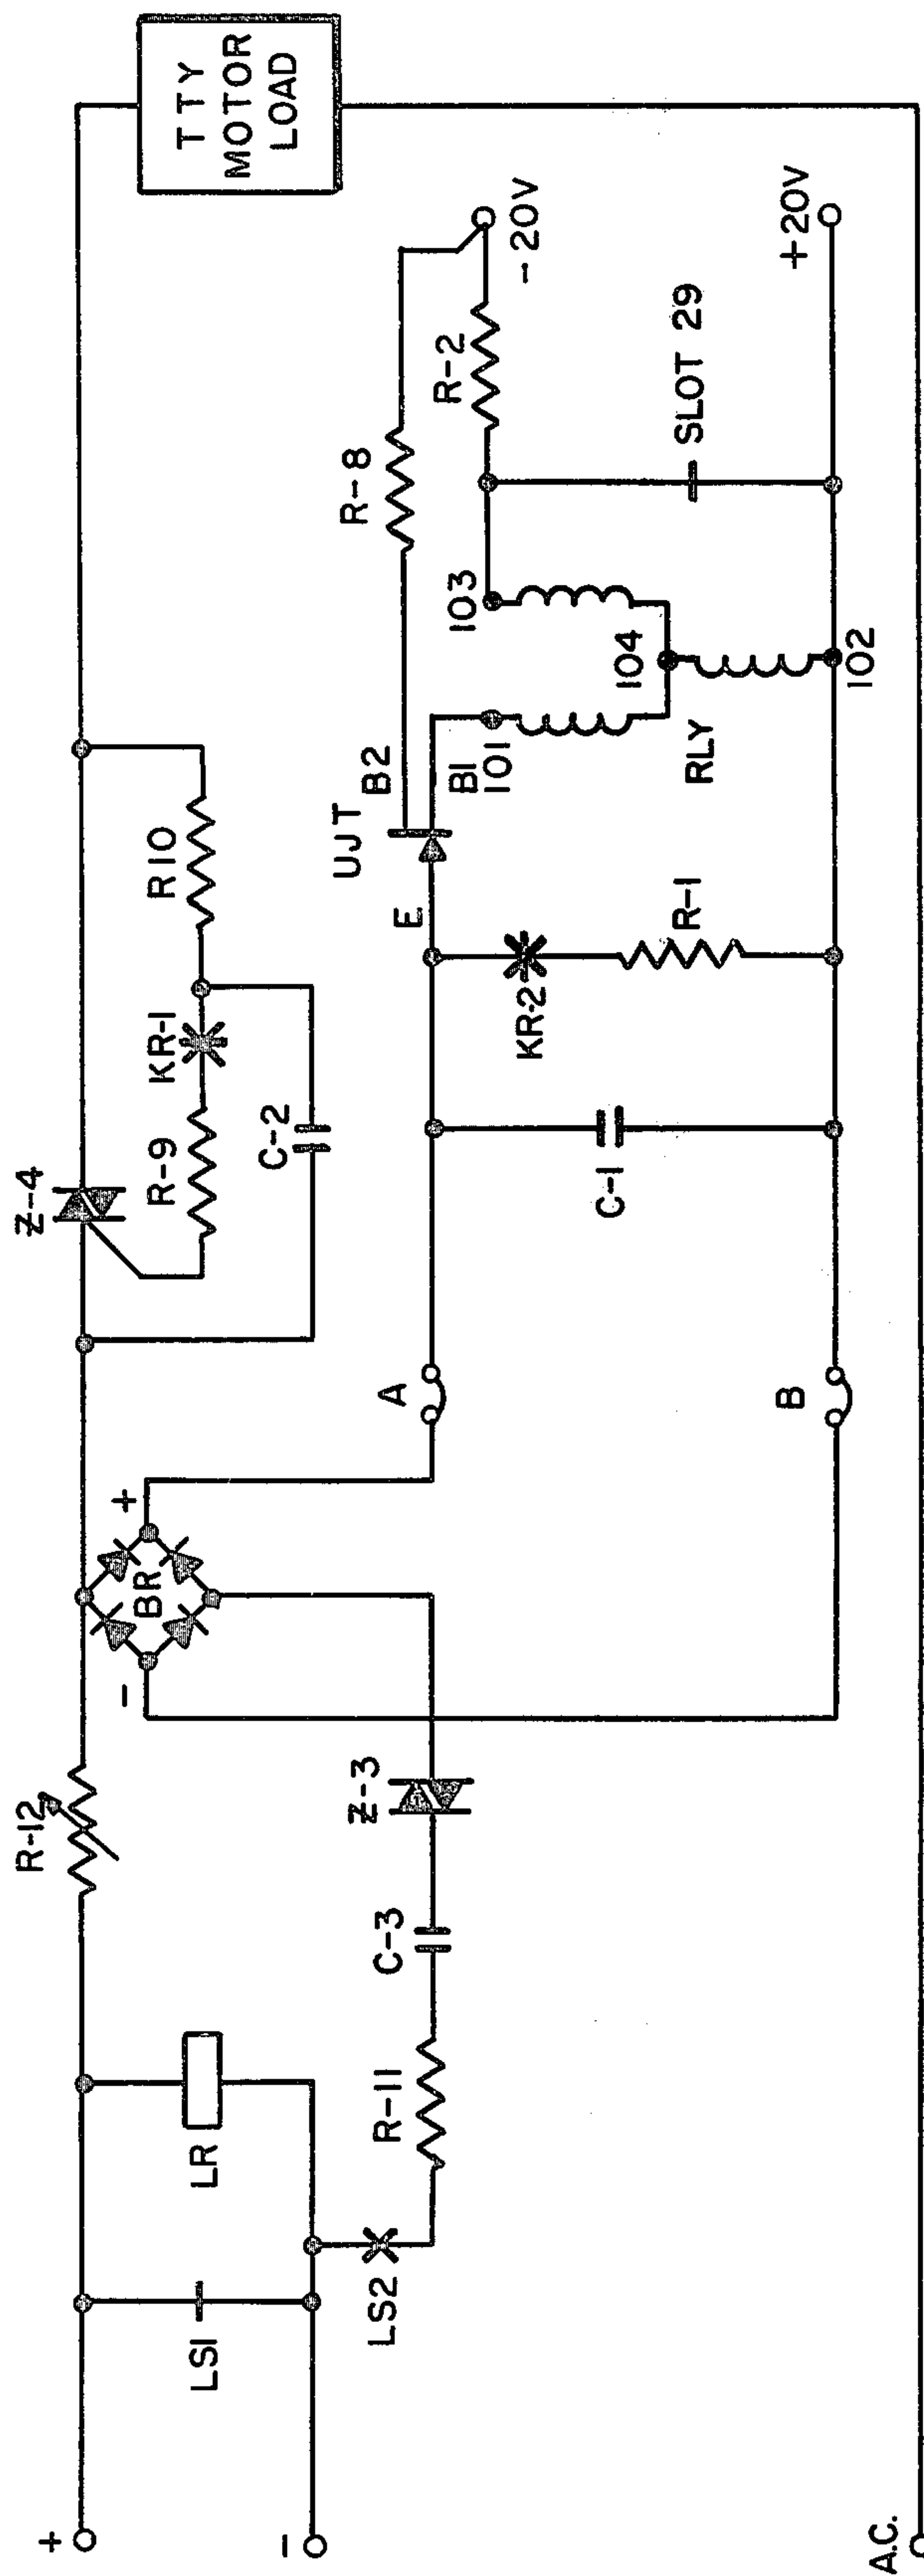 +
-
A.C.
LS1
LR
LS2
R-11
R-12
C-3
Z-3
-
BR
+
A
B
Z-4
R-9
KR-1
C-2
R10
C-1
KR-2
R-1
E
UJT
B2
B1
101
RLY
104
103
102
R-8
R-2
SLOT 29
-20V
+20V
TTY
MOTOR
LOAD